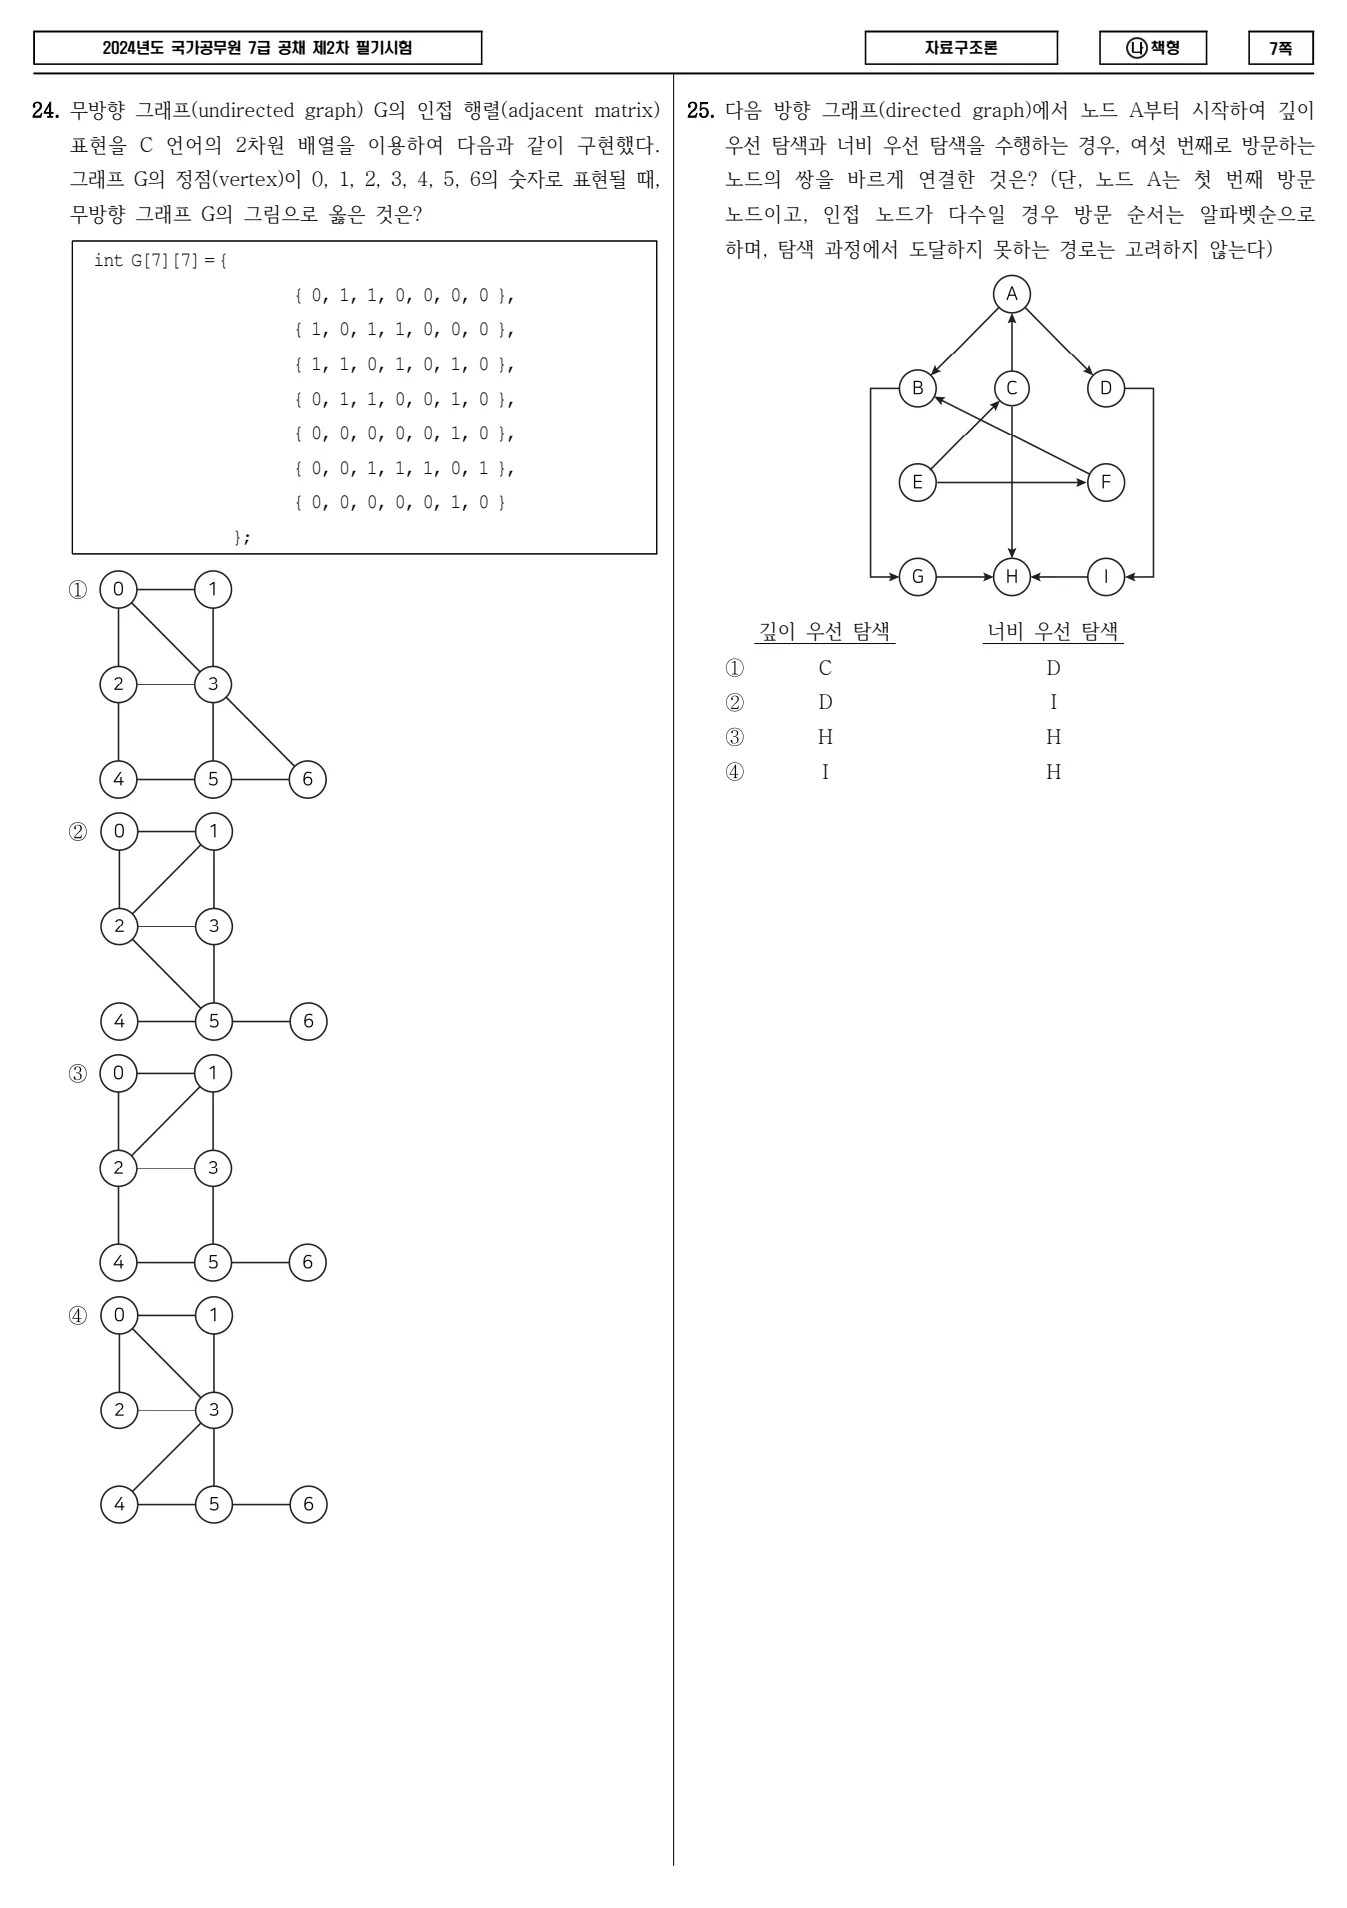 2024년도 국가공무원 7급 공채 제2차 필기시험
자료구조론
㉯책형
7쪽
24. 무방향 그래프(undirected graph) G의 인접 행렬(adjacent matrix)
표현을 C 언어의 2차원 배열을 이용하여 다음과 같이 구현했다.
그래프 G의 정점(vertex)이 0, 1, 2, 3, 4, 5, 6의 숫자로 표현될 때,
무방향 그래프 G의 그림으로 옳은 것은?
int G[7][7] = {
{ 0, 1, 1, 0, 0, 0, 0 },
{ 1, 0, 1, 1, 0, 0, 0 },
{ 1, 1, 0, 1, 0, 1, 0 },
{ 0, 1, 1, 0, 0, 1, 0 },
{ 0, 0, 0, 0, 0, 1, 0 },
{ 0, 0, 1, 1, 1, 0, 1 },
{ 0, 0, 0, 0, 0, 1, 0 }
};
① 0 1
2 3
4 5 6
② 0 1
2 3
4 5 6
③ 0 1
2 3
4 5 6
④ 0 1
2 3
4 5 6
25. 다음 방향 그래프(directed graph)에서 노드 A부터 시작하여 깊이
우선 탐색과 너비 우선 탐색을 수행하는 경우, 여섯 번째로 방문하는
노드의 쌍을 바르게 연결한 것은? (단, 노드 A는 첫 번째 방문
노드이고, 인접 노드가 다수일 경우 방문 순서는 알파벳순으로
하며, 탐색 과정에서 도달하지 못하는 경로는 고려하지 않는다)
A
B C D
E F
G H I
깊이 우선 탐색 너비 우선 탐색
① C D
② D I
③ H H
④ I H